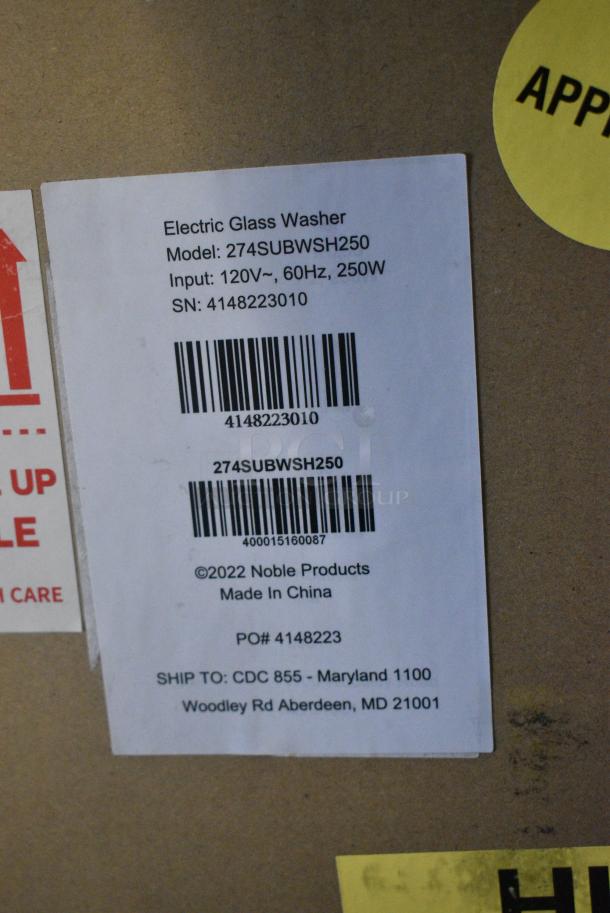 APP
Electric Glass Washer
Model: 274SUBWSH250
Input: 120V~, 60Hz, 250W
SN: 4148223010
4148223010
274SUBWSH250
400015160087
©2022 Noble Products
Made In China
PO# 4148223
SHIP TO: CDC 855 - Maryland 1100
Woodley Rd Aberdeen, MD 21001
UP
LE
CARE